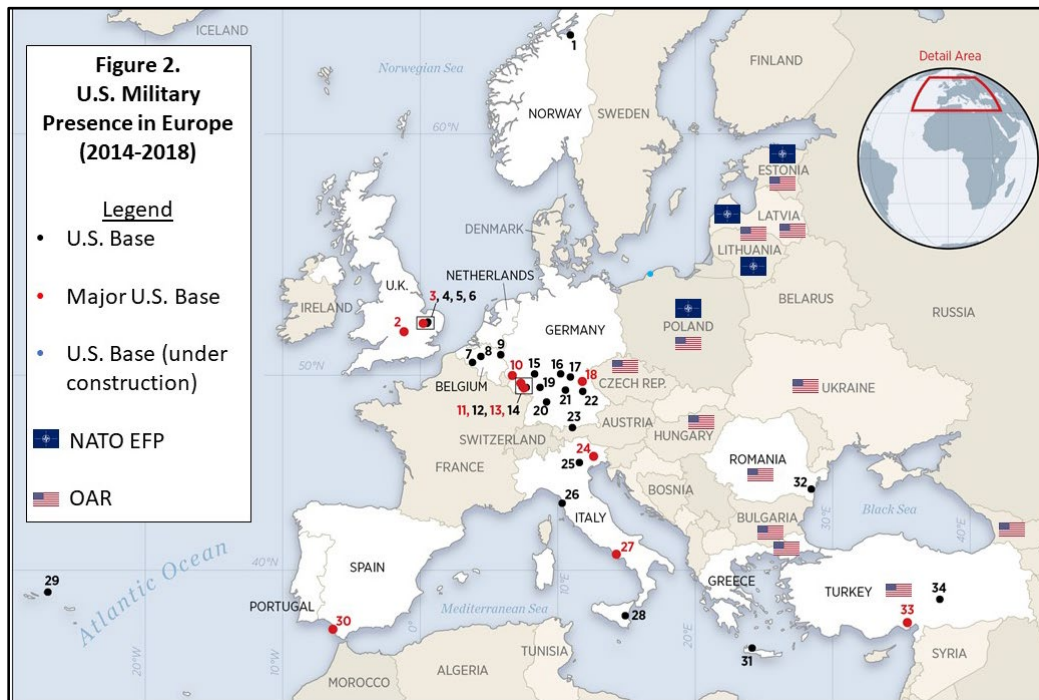 Figure 2.
U.S. Military
Presence in Europe
(2014-2018)
Legend
U.S. Base
Major U.S. Base
U.S. Base (under
construction)
NATO EFP
OAR
Detail Area
ICELAND
Norwegian Sea
FINLAND
1
NORWAY
SWEDEN
60°N
ESTONIA
LATVIA
DENMARK
LITHUANIA
NETHERLANDS
U.K.
IRELAND
3, 4, 5, 6
2
BELARUS
RUSSIA
GERMANY
POLAND
50°N
7
8
9
10
15
16
17
18
BELGIUM
19
CZECH REP.
UKRAINE
11, 12, 13, 14
20
21
22
23
AUSTRIA
SWITZERLAND
HUNGARY
FRANCE
24
25
ROMANIA
32
26
ITALY
BOSNIA
Black Sea
30°E
40°E
BULGARIA
Atlantic Ocean
40°N
27
10°E
SPAIN
29
PORTUGAL
GREECE
TURKEY
34
Mediterranean Sea
28
33
30
0°
20°E
20°W
10°W
31
TUNISIA
SYRIA
ALGERIA
MOROCCO